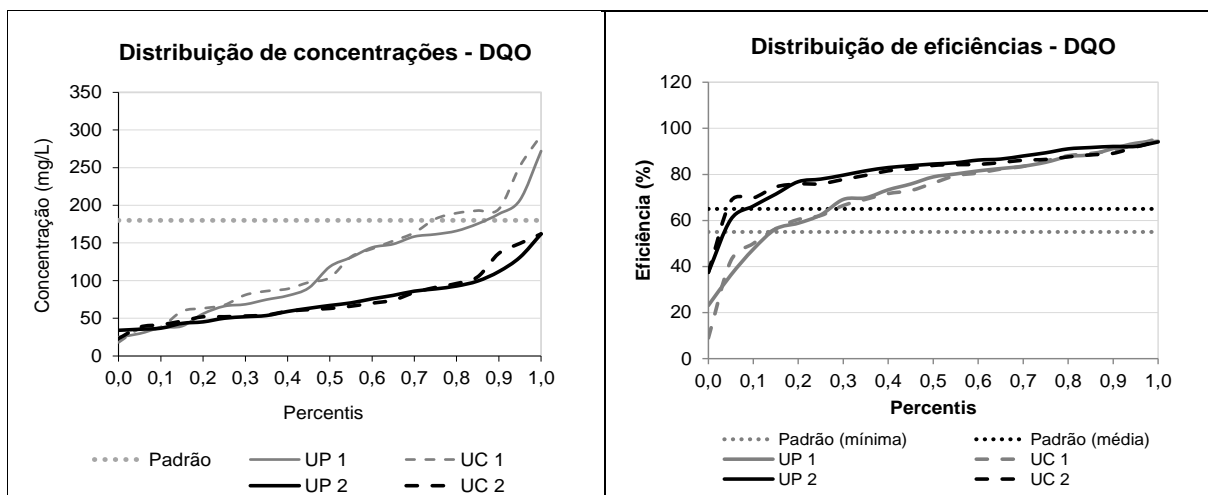 Distribuição de concentrações - DQO
350
300
250
200
150
100
50
0
Concentração (mg/L)
0,0 0,1 0,2 0,3 0,4 0,5 0,6 0,7 0,8 0,9 1,0
Percentis
Padrão UP 1 UC 1
UP 2 UC 2
Distribuição de eficiências - DQO
120
100
80
60
40
20
0
Eficiência (%)
0,0 0,1 0,2 0,3 0,4 0,5 0,6 0,7 0,8 0,9 1,0
Percentis
Padrão (mínima) Padrão (média)
UP 1 UC 1
UP 2 UC 2